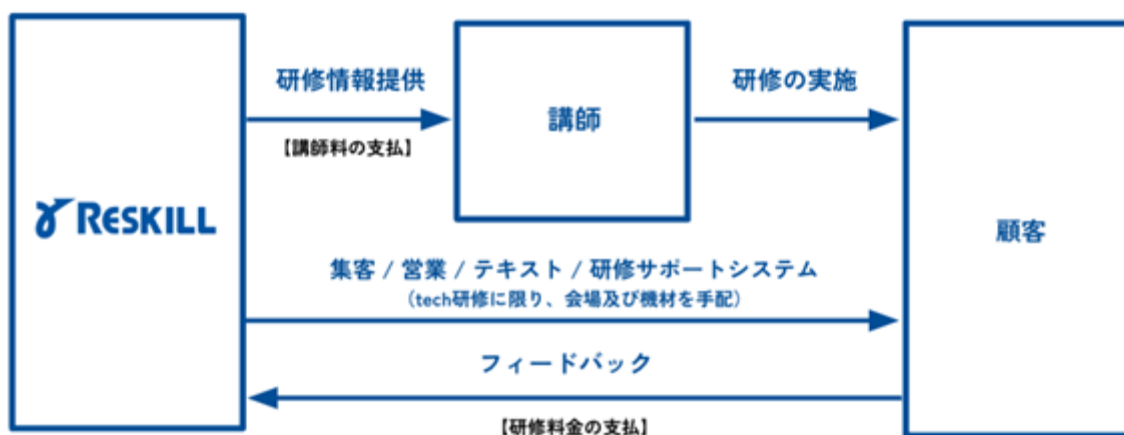 研修情報提供
【講師料の支払】
講師
研修の実施
RESKILL
顧客
集客 / 営業 / テキスト / 研修サポートシステム
（tech研修に限り、会場及び機材を手配）
フィードバック
【研修料金の支払】